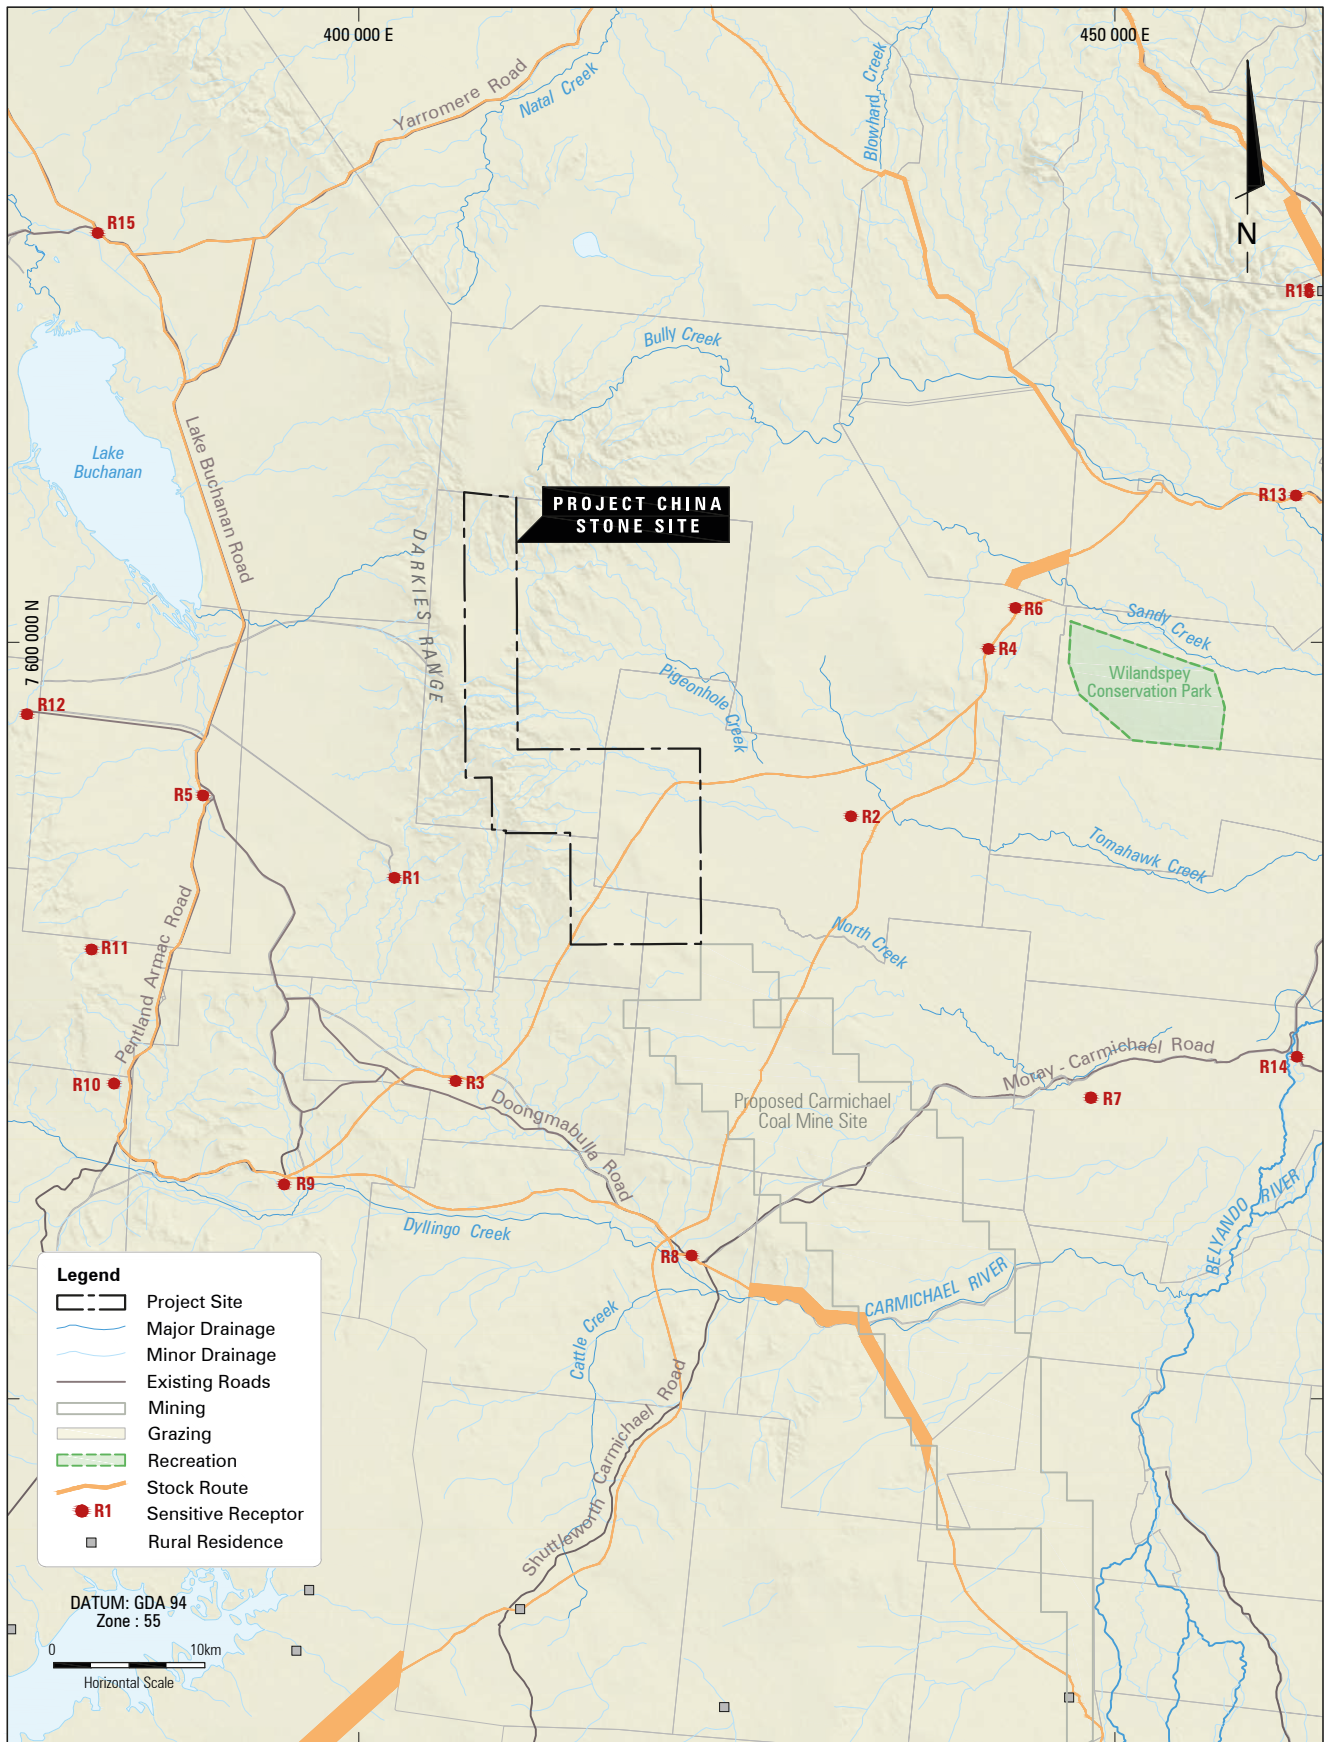 400 000 E
450 000 E
Yarromere Road
Natal Creek
Blowhard Creek
N
R15
Bully Creek
Lake
Buchanan
Lake Buchanan Road
PROJECT CHINA
STONE SITE
R13
DARKIES RANGE
7 600 000 N
R6
Sandy Creek
R4
Wilandspey
Conservation Park
Pigeonhole Creek
R12
R5
R2
Tomahawk Creek
R1
North Creek
R11
Pentland Armac Road
Moray - Carmichael Road
R14
R10
R3
R7
Doongmabulla Road
Proposed Carmichael
Coal Mine Site
R9
BELYANDO RIVER
Dyllingo Creek
R8
CARMICHAEL RIVER
Cattle Creek
Shuttleworth Carmichael Road
Legend
Project Site
Major Drainage
Minor Drainage
Existing Roads
Mining
Grazing
Recreation
Stock Route
R1
Sensitive Receptor
Rural Residence
DATUM: GDA 94
Zone : 55
0
10km
Horizontal Scale